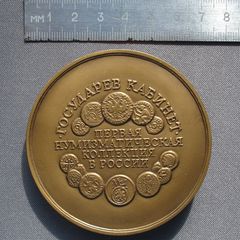 мм 1 2 3 4 5 6 7 8
ГОСУДАРЕВ КАБИНЕТ
ПЕРВАЯ
НУМИЗМАТИЧЕСКАЯ
КОЛЛЕКЦИЯ
В РОССИИ